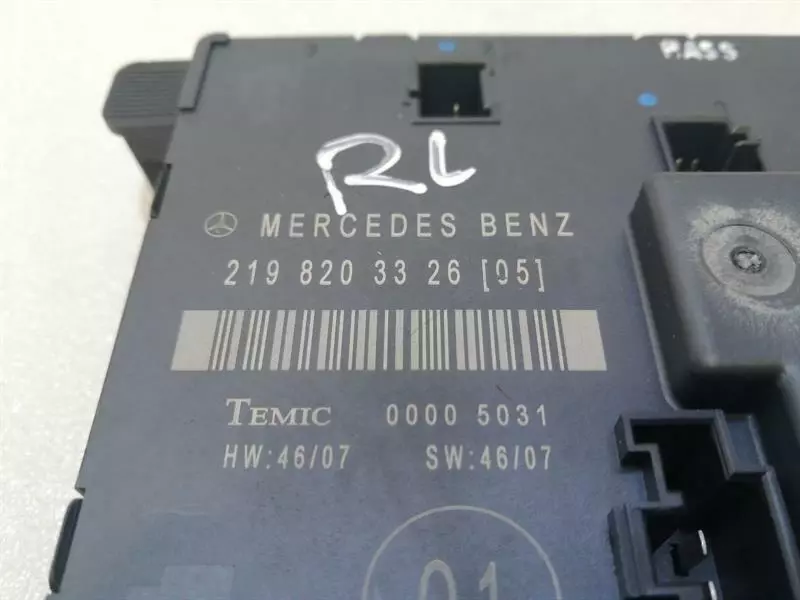 PASS
RL
MERCEDES BENZ
219 820 33 26 [05]
TEMIC 0000 5031
HW:46/07 SW:46/07
01